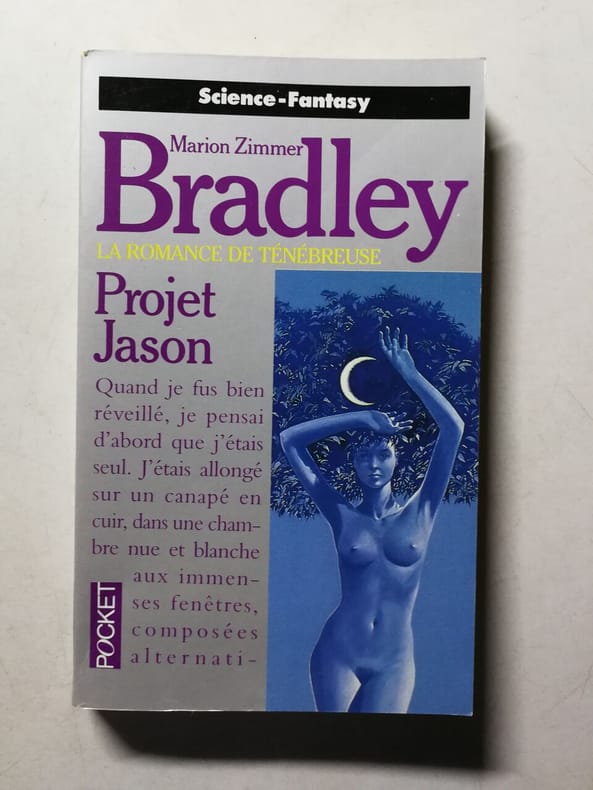 Science-Fantasy
Marion Zimmer
Bradley
LA ROMANCE DE TÉNÉBREUSE
Projet
Jason
Quand je fus bien
réveillé, je pensai
d'abord que j'étais
seul. J'étais allongé
sur un canapé en
cuir, dans une cham-
bre nue et blanche
aux immen-
ses fenêtres,
composées
alternati-
POCKET